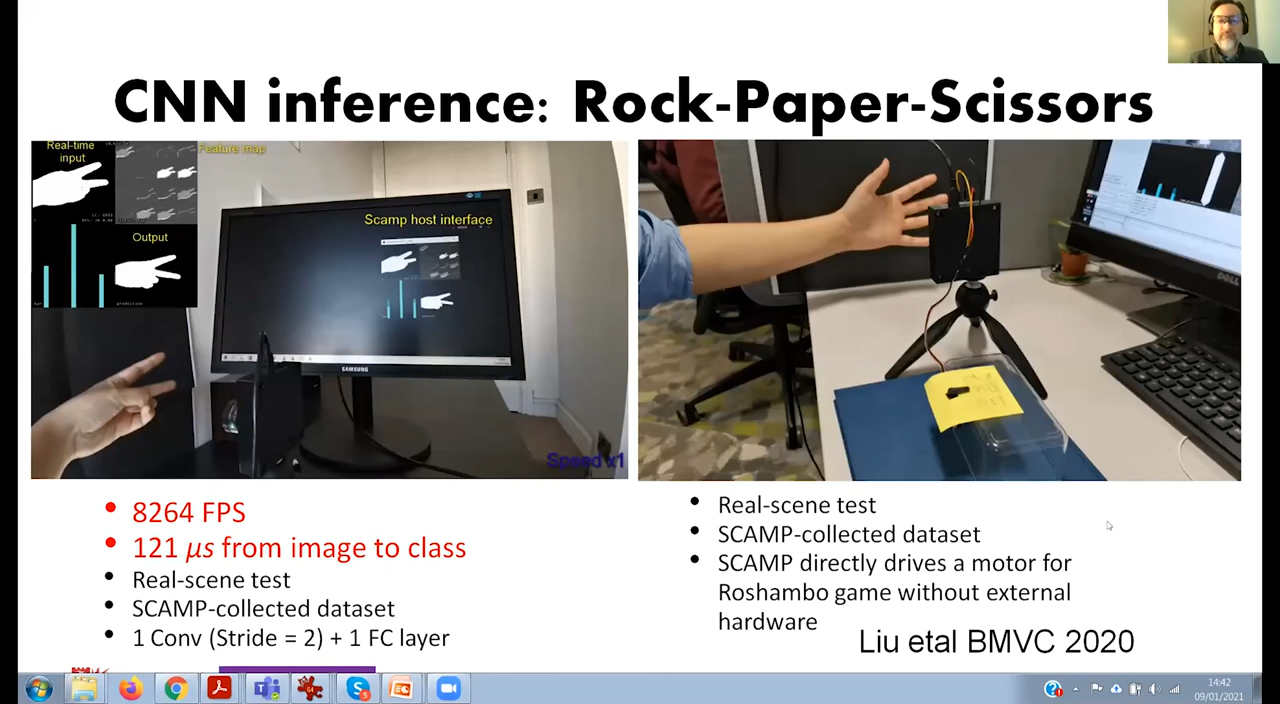 CNN inference: Rock-Paper-Scissors
Real-time
input
Feature map
Output
Scamp host interface
SAMSUNG
Speed x1
DELL
• 8264 FPS
• 121 µs from image to class
• Real-scene test
• SCAMP-collected dataset
• 1 Conv (Stride = 2) + 1 FC layer
• Real-scene test
• SCAMP-collected dataset
• SCAMP directly drives a motor for
Roshambo game without external
hardware
Liu etal BMVC 2020
14:42
09/01/2021